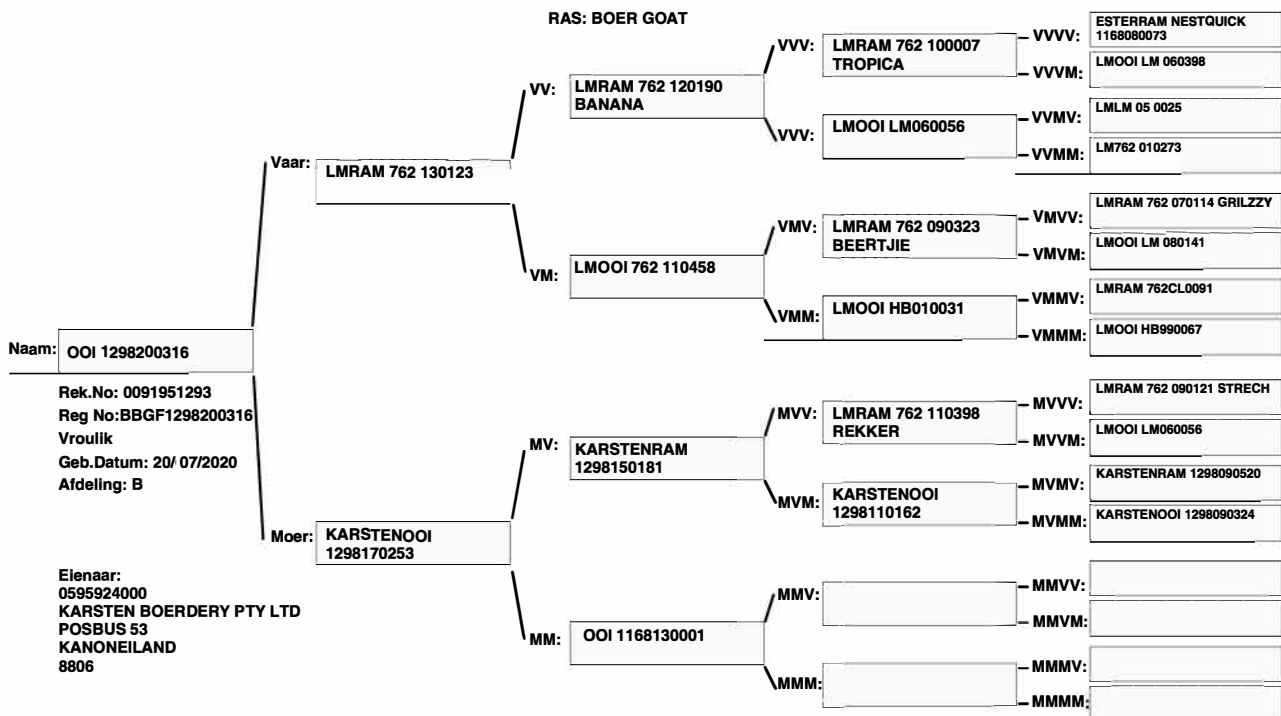 RAS: BOER GOAT
Naam: OOI 1298200316
Rek.No: 0091951293
Reg No:BBGF1298200316
Vroulik
Geb.Datum: 20/ 07/2020
Afdeling: B
Eienaar:
0595924000
KARSTEN BOERDERY PTY LTD
POSBUS 53
KANONEILAND
8806
Vaar: LMRAM 762 130123
Moer: KARSTENOOI
1298170253
VV: LMRAM 762 120190
BANANA
VM: LMOOI 762 110458
MV: KARSTENRAM
1298150181
MM: OOI 1168130001
VVV: LMRAM 762 100007
TROPICA
VVV: LMOOI LM060056
VMV: LMRAM 762 090323
BEERTJIE
VMM: LMOOI HB010031
MVV: LMRAM 762 110398
REKKER
MVM: KARSTENOOI
1298110162
MMV:
MMM:
VVVV: ESTERRAM NESTQUICK
1168080073
VVVM: LMOOI LM 060398
VVMV: LMLM 05 0025
VVMM: LM762 010273
VMVV: LMRAM 762 070114 GRILZZY
VMVM: LMOOI LM 080141
VMMV: LMRAM 762CL0091
VMMM: LMOOI HB990067
MVVV: LMRAM 762 090121 STRECH
MVVM: LMOOI LM060056
MVMV: KARSTENRAM 1298090520
MVMM: KARSTENOOI 1298090324
MMVV:
MMVM:
MMMV:
MMMM: